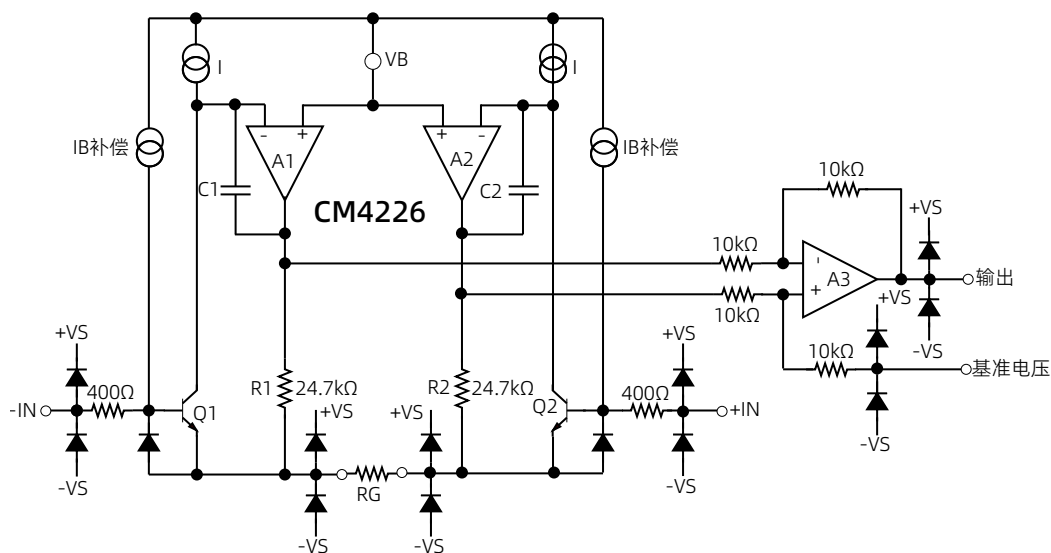 VB
I
I
IB补偿
IB补偿
- +
+ -
A1
A2
C1
C2
CM4226
10kΩ
+VS
10kΩ
-
+
A3
输出
10kΩ
+VS
-VS
10kΩ
基准电压
-VS
+VS
400Ω
-IN
Q1
-VS
R1
24.7kΩ
R2
24.7kΩ
Q2
+VS
400Ω
+IN
-VS
+VS
+VS
RG
-VS
-VS